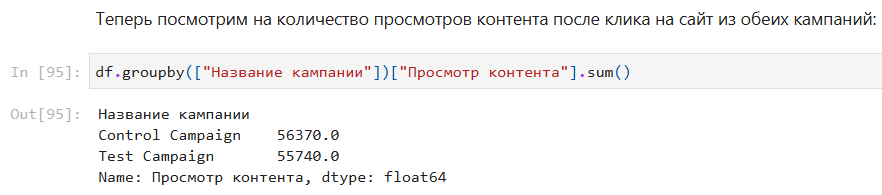 Теперь посмотрим на количество просмотров контента после клика на сайт из обеих кампаний:
In [95]: df.groupby(["Название кампании"])["Просмотр контента"].sum()
Out[95]: Название кампании
Control Campaign    56370.0
Test Campaign       55740.0
Name: Просмотр контента, dtype: float64